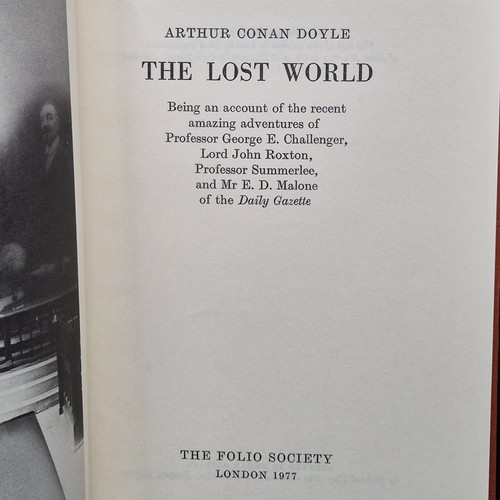 ARTHUR CONAN DOYLE
THE LOST WORLD
Being an account of the recent
amazing adventures of
Professor George E. Challenger,
Lord John Roxton,
Professor Summerlee,
and Mr E. D. Malone
of the Daily Gazette
THE FOLIO SOCIETY
LONDON 1977